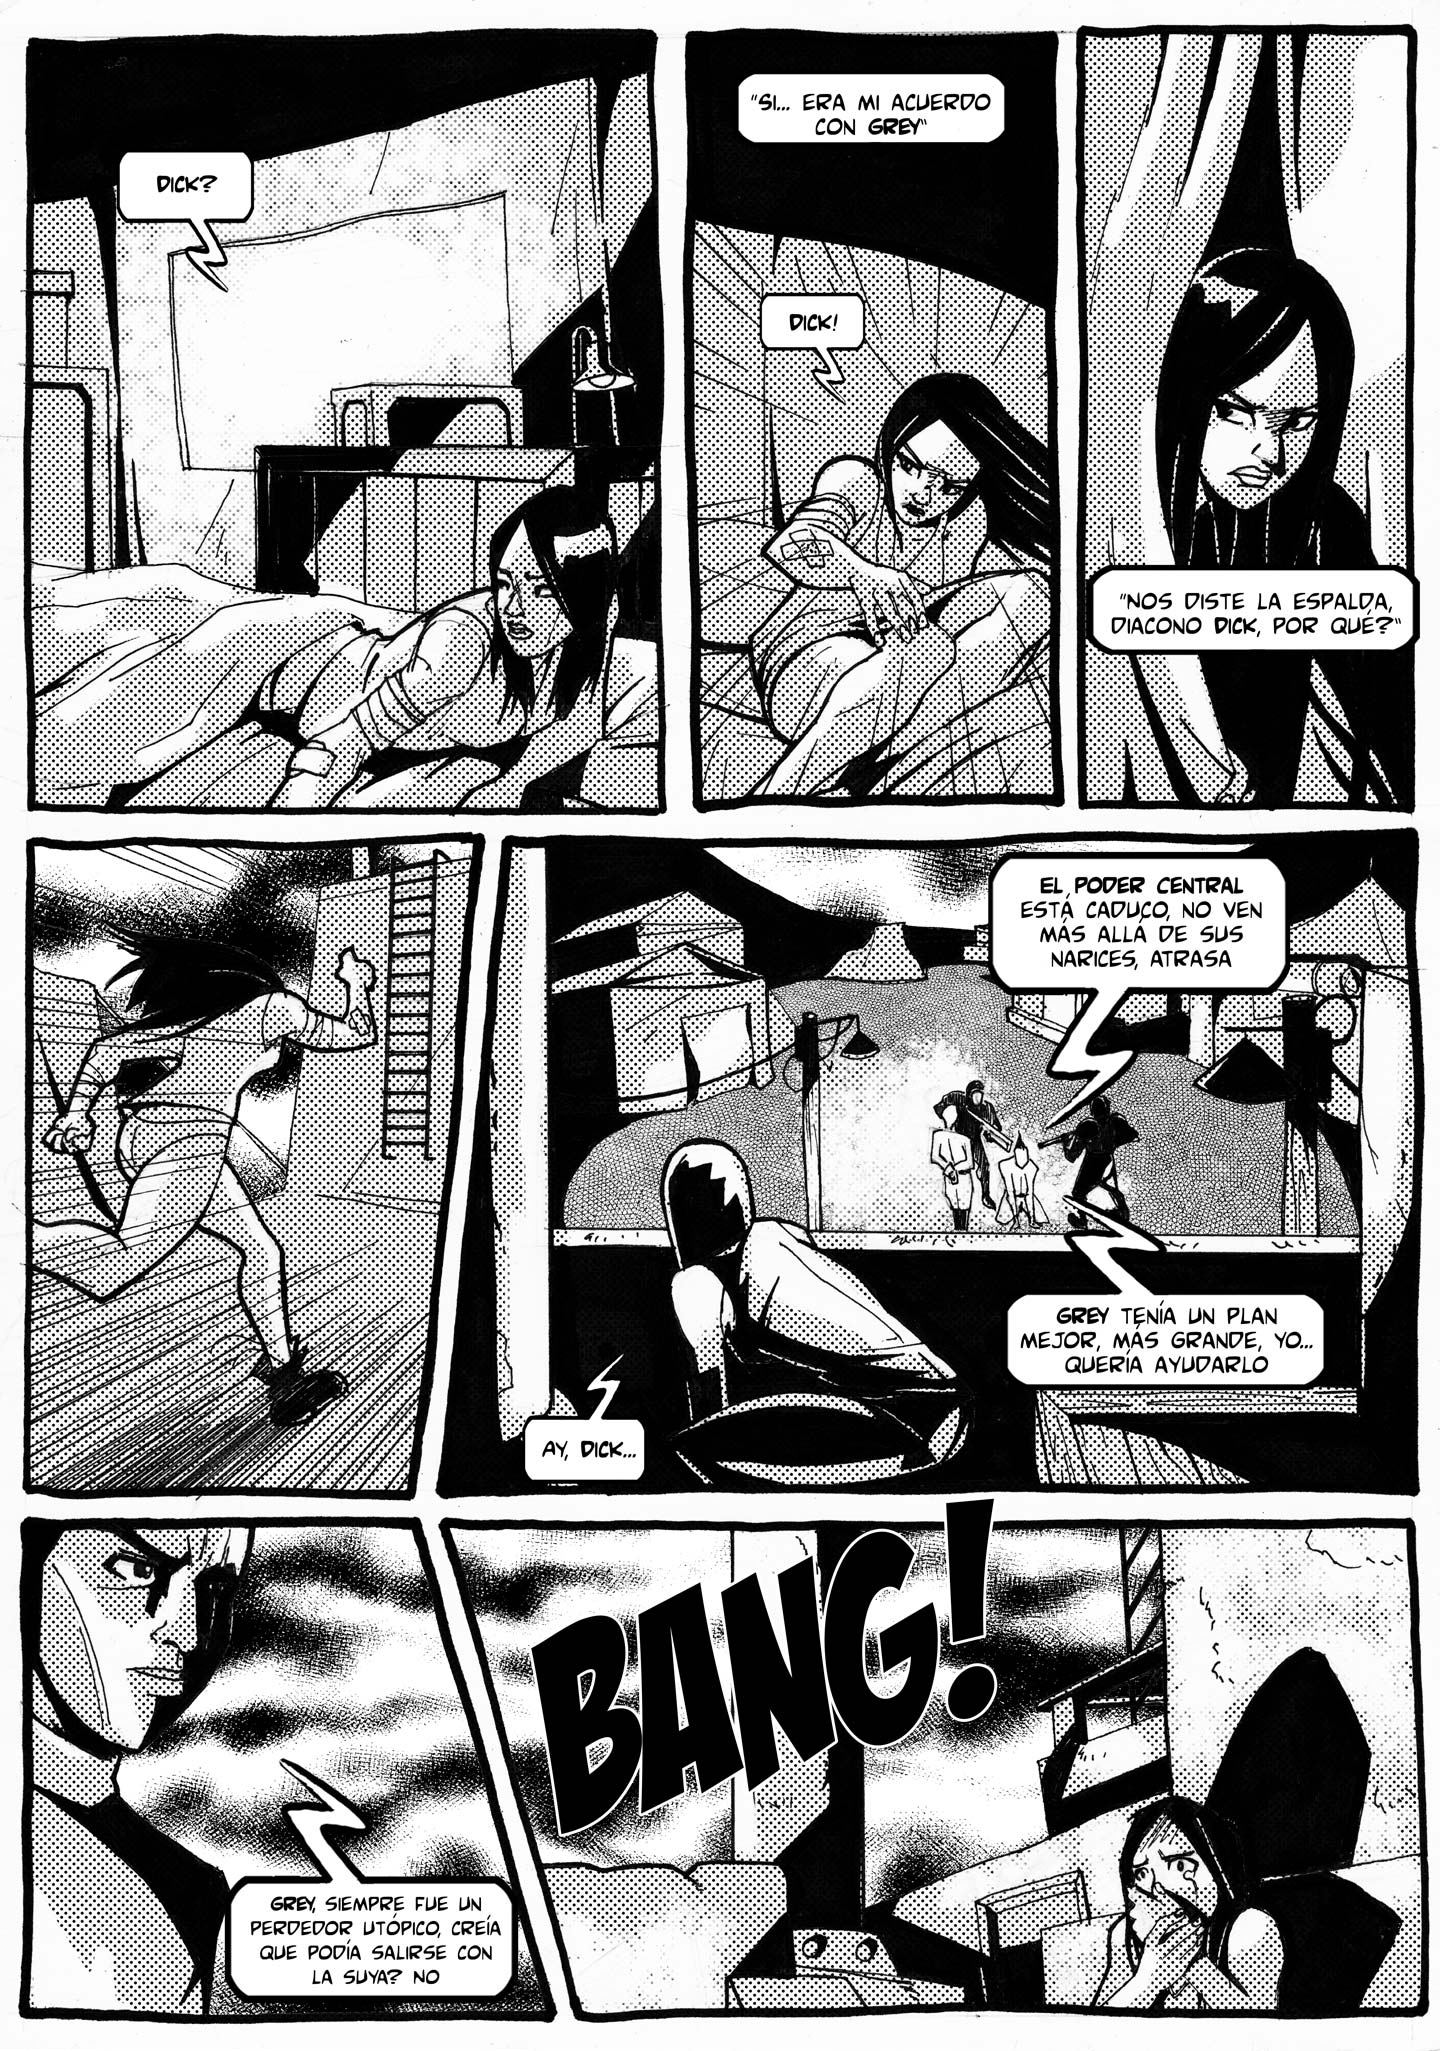 DICK?
"SI... ERA MI ACUERDO
CON GREY"
DICK!
"NOS DISTE LA ESPALDA,
DIACONO DICK, POR QUÉ?"
EL PODER CENTRAL
ESTÁ CADUCO, NO VEN
MÁS ALLÁ DE SUS
NARICES, ATRASA
GREY TENÍA UN PLAN
MEJOR, MÁS GRANDE, YO...
QUERÍA AYUDARLO
AY, DICK...
GREY, SIEMPRE FUE UN
PERDEDOR UTÓPICO, CREÍA
QUE PODÍA SALIRSE CON
LA SUYA? NO
BANG!